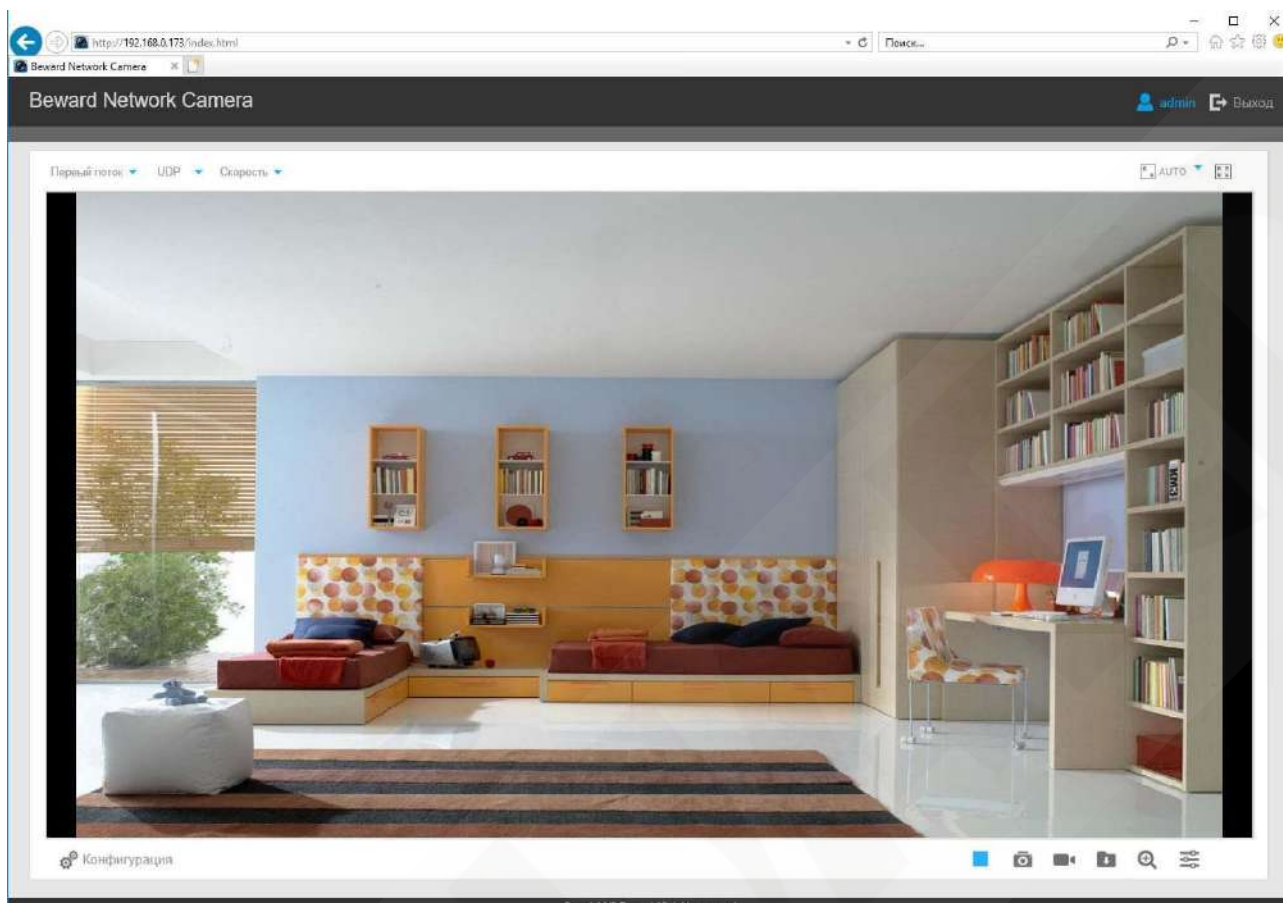 http://192.168.0.173/index.html
Поиск...
Beward Network Camera
Beward Network Camera
admin
Выход
Первый поток
UDP
Скорость
AUTO
Конфигурация